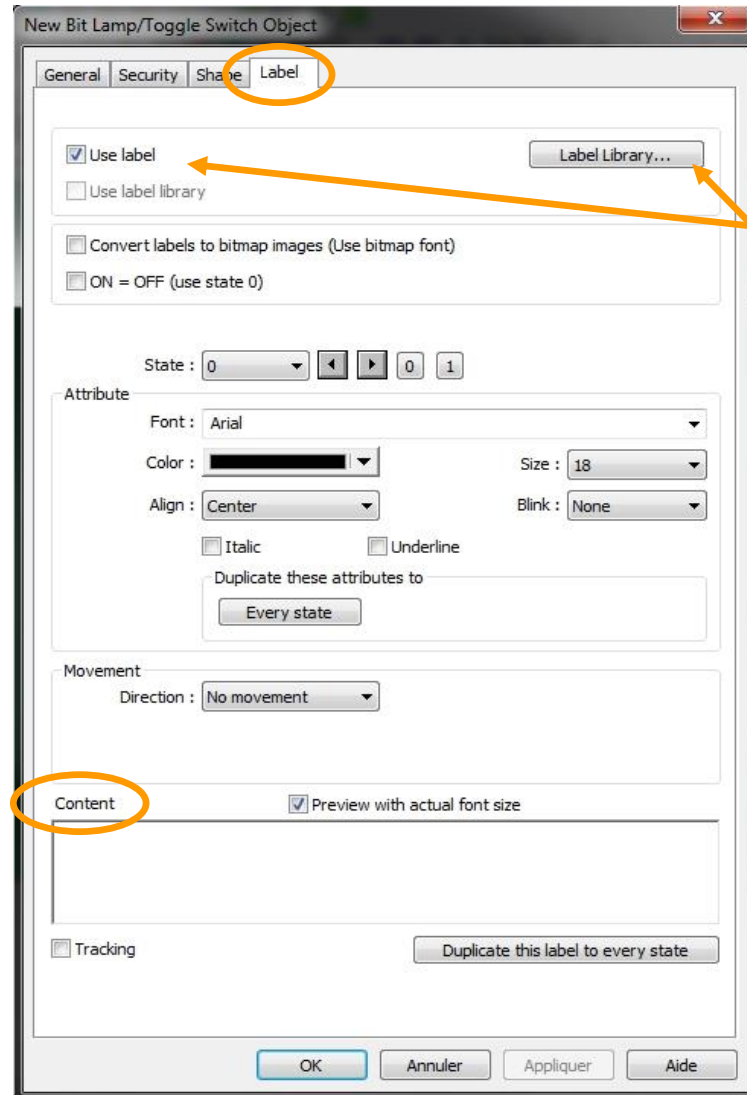 New Bit Lamp/Toggle Switch Object
General Security Shape Label
Use label Label Library...
Use label library
Convert labels to bitmap images (Use bitmap font)
ON = OFF (use state 0)
State : 0 0 1
Attribute
Font : Arial
Color : Size : 18
Align : Center Blink : None
Italic Underline
Duplicate these attributes to
Every state
Movement
Direction : No movement
Content Preview with actual font size
Tracking Duplicate this label to every state
OK Annuler Appliquer Aide